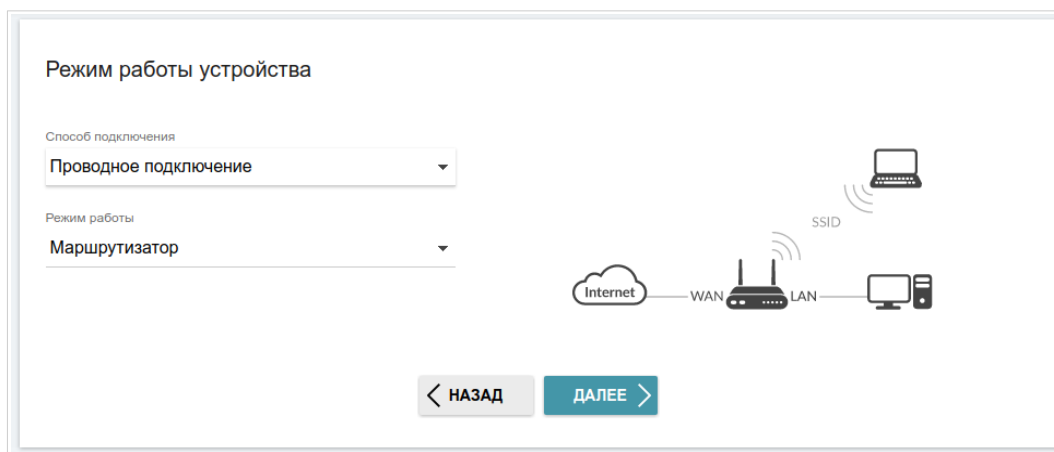 Режим работы устройства
Способ подключения
Проводное подключение
Режим работы
Маршрутизатор
SSID
Internet
WAN
LAN
НАЗАД
ДАЛЕЕ